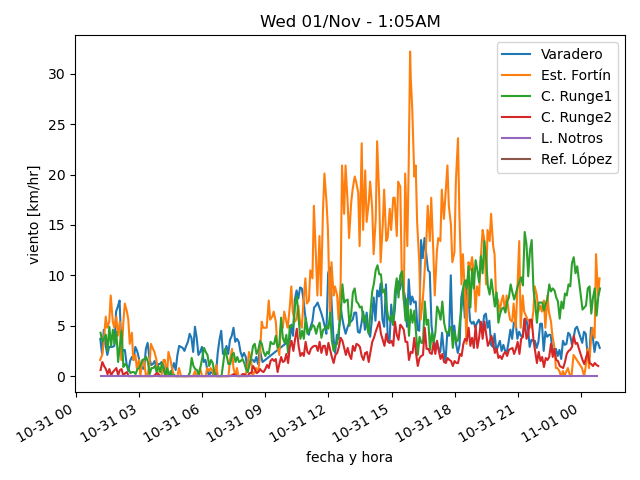 Wed 01/Nov - 1:05AM
Varadero
Est. Fortín
C. Runge1
C. Runge2
L. Notros
Ref. López
viento [km/hr]
30
25
20
15
10
5
0
10-31 00
10-31 03
10-31 06
10-31 09
10-31 12
10-31 15
10-31 18
10-31 21
11-01 00
fecha y hora